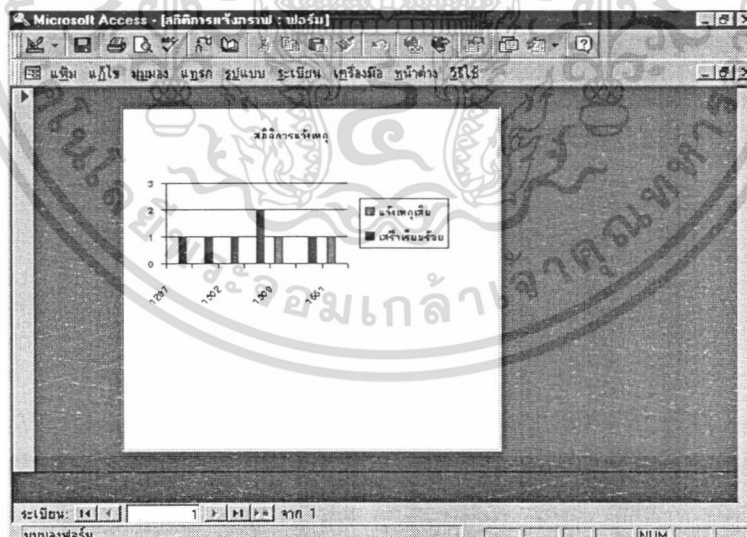 Microsoft Access - [สถิติการแจ้งกราฟ : ฟอร์ม]
แฟ้ม แก้ไข มุมมอง แทรก รูปแบบ ระเบียน เครื่องมือ หน้าต่าง วิธีใช้
สถิติการแจ้งเหตุ
3
2
1
0
แจ้งเหตุเสีย
เสร็จเรียบร้อย
1297
1302
ระเบียน: 1 จาก 1
มุมมองฟอร์ม NUM